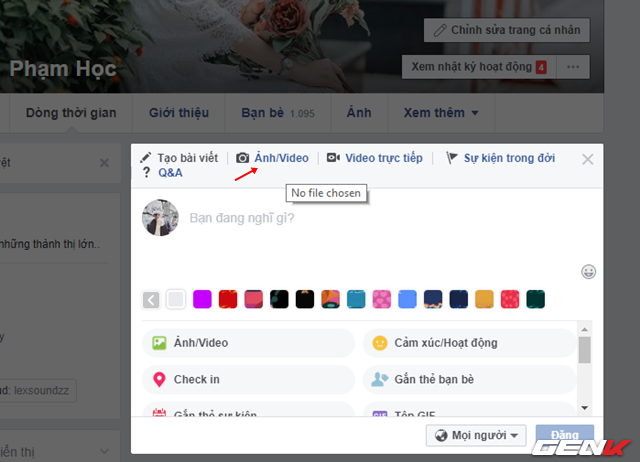 Phạm Học
Chỉnh sửa trang cá nhân
Xem nhật ký hoạt động 4 ...
Dòng thời gian Giới thiệu Bạn bè 1.095 Ảnh Xem thêm
Tạo bài viết Ảnh/Video Video trực tiếp Sự kiện trong đời
? Q&A
No file chosen
Bạn đang nghĩ gì?
những thành thị lớn..
Ảnh/Video Cảm xúc/Hoạt động
Check in Gắn thẻ bạn bè
Gắn thẻ sự kiện GIF Tệp GIF
lexsoundzz
Mọi người Đăng
GENK